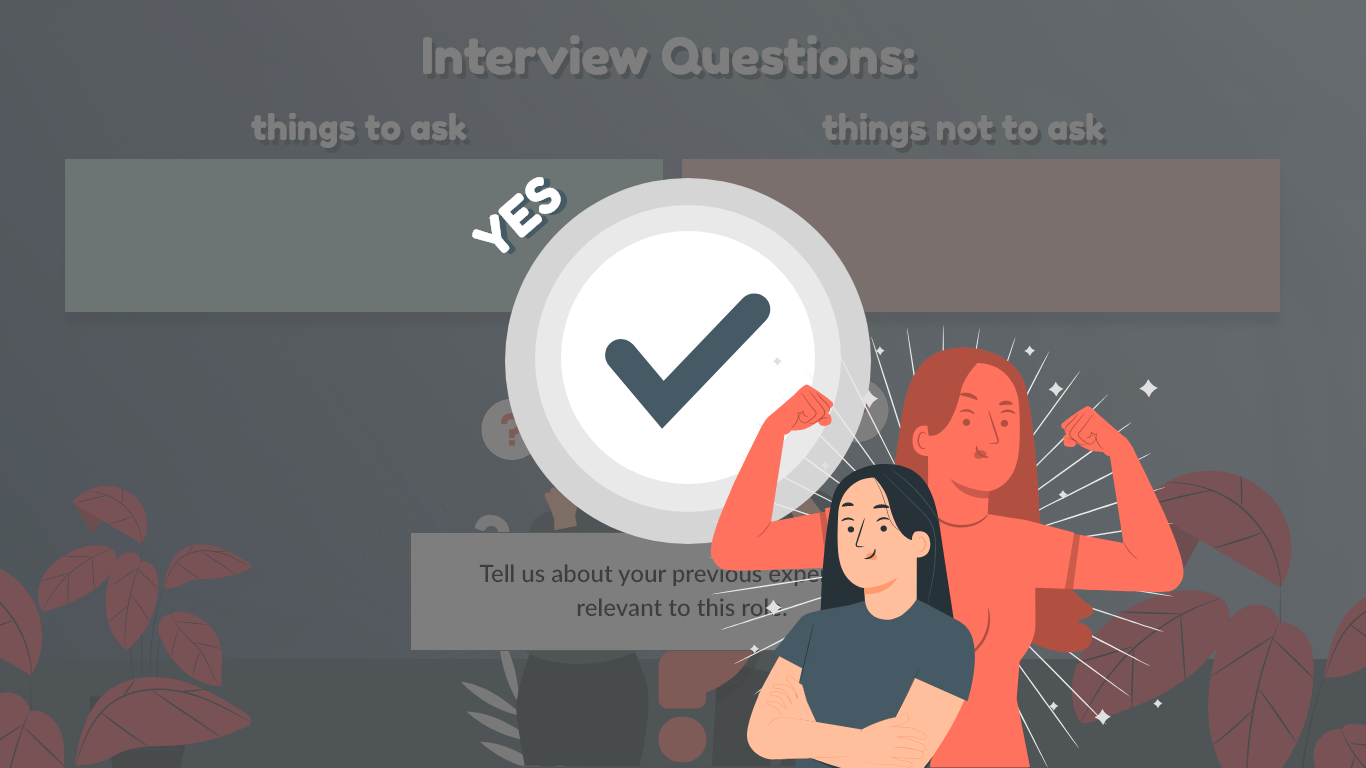 Interview Questions:
things to ask
things not to ask
YES
?
?
Tell us about your previous
relevant to this role.